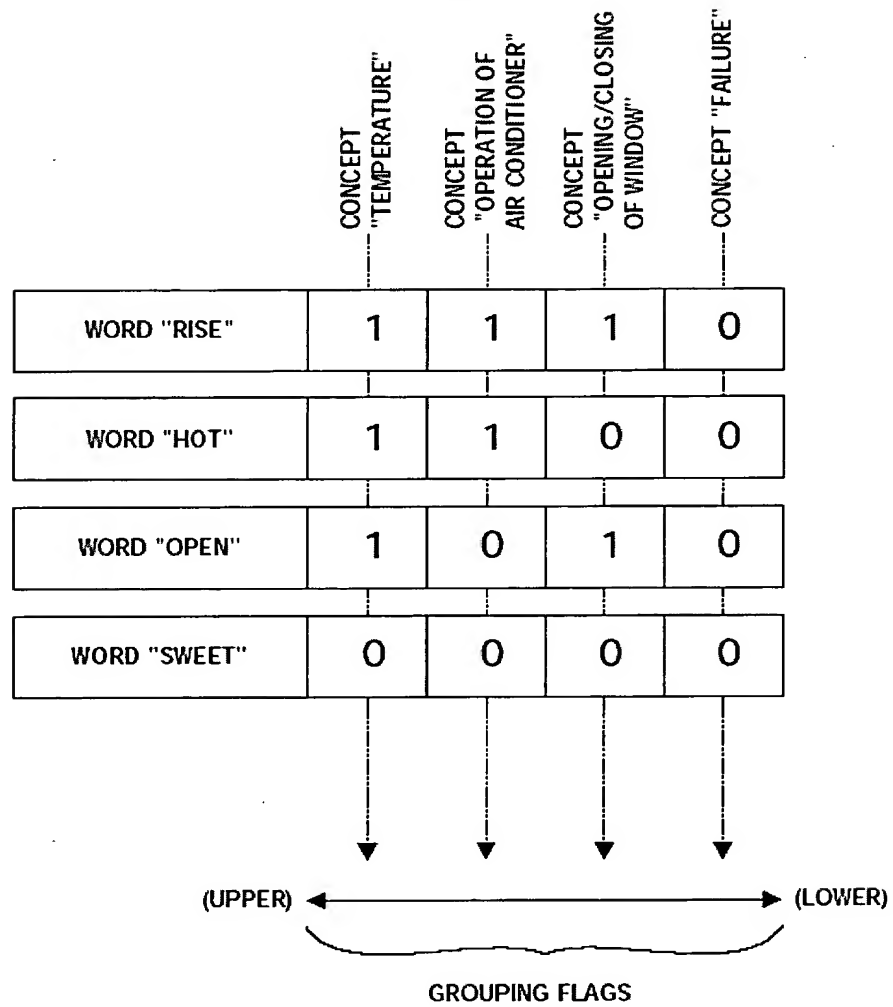 CONCEPT
"TEMPERATURE"
CONCEPT
"OPERATION OF
AIR CONDITIONER"
CONCEPT
"OPENING/CLOSING
OF WINDOW"
CONCEPT "FAILURE"
WORD "RISE" 1 1 1 0
WORD "HOT" 1 1 0 0
WORD "OPEN" 1 0 1 0
WORD "SWEET" 0 0 0 0
(UPPER) (LOWER)
GROUPING FLAGS